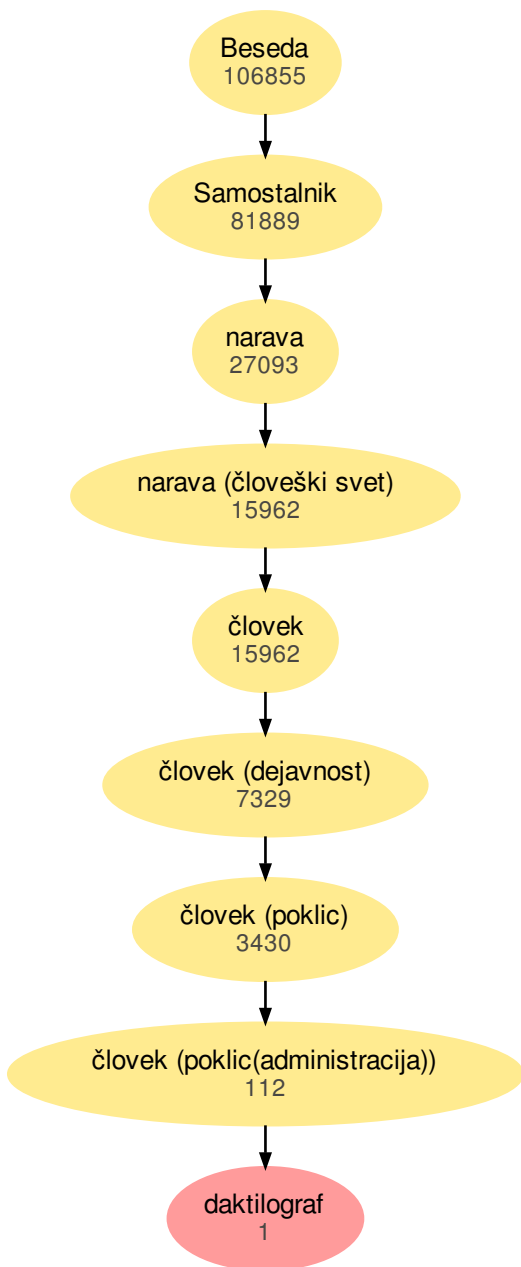 Beseda
106855
Samostalnik
81889
narava
27093
narava (človeški svet)
15962
človek
15962
človek (dejavnost)
7329
človek (poklic)
3430
človek (poklic(administracija))
112
daktilograf
1